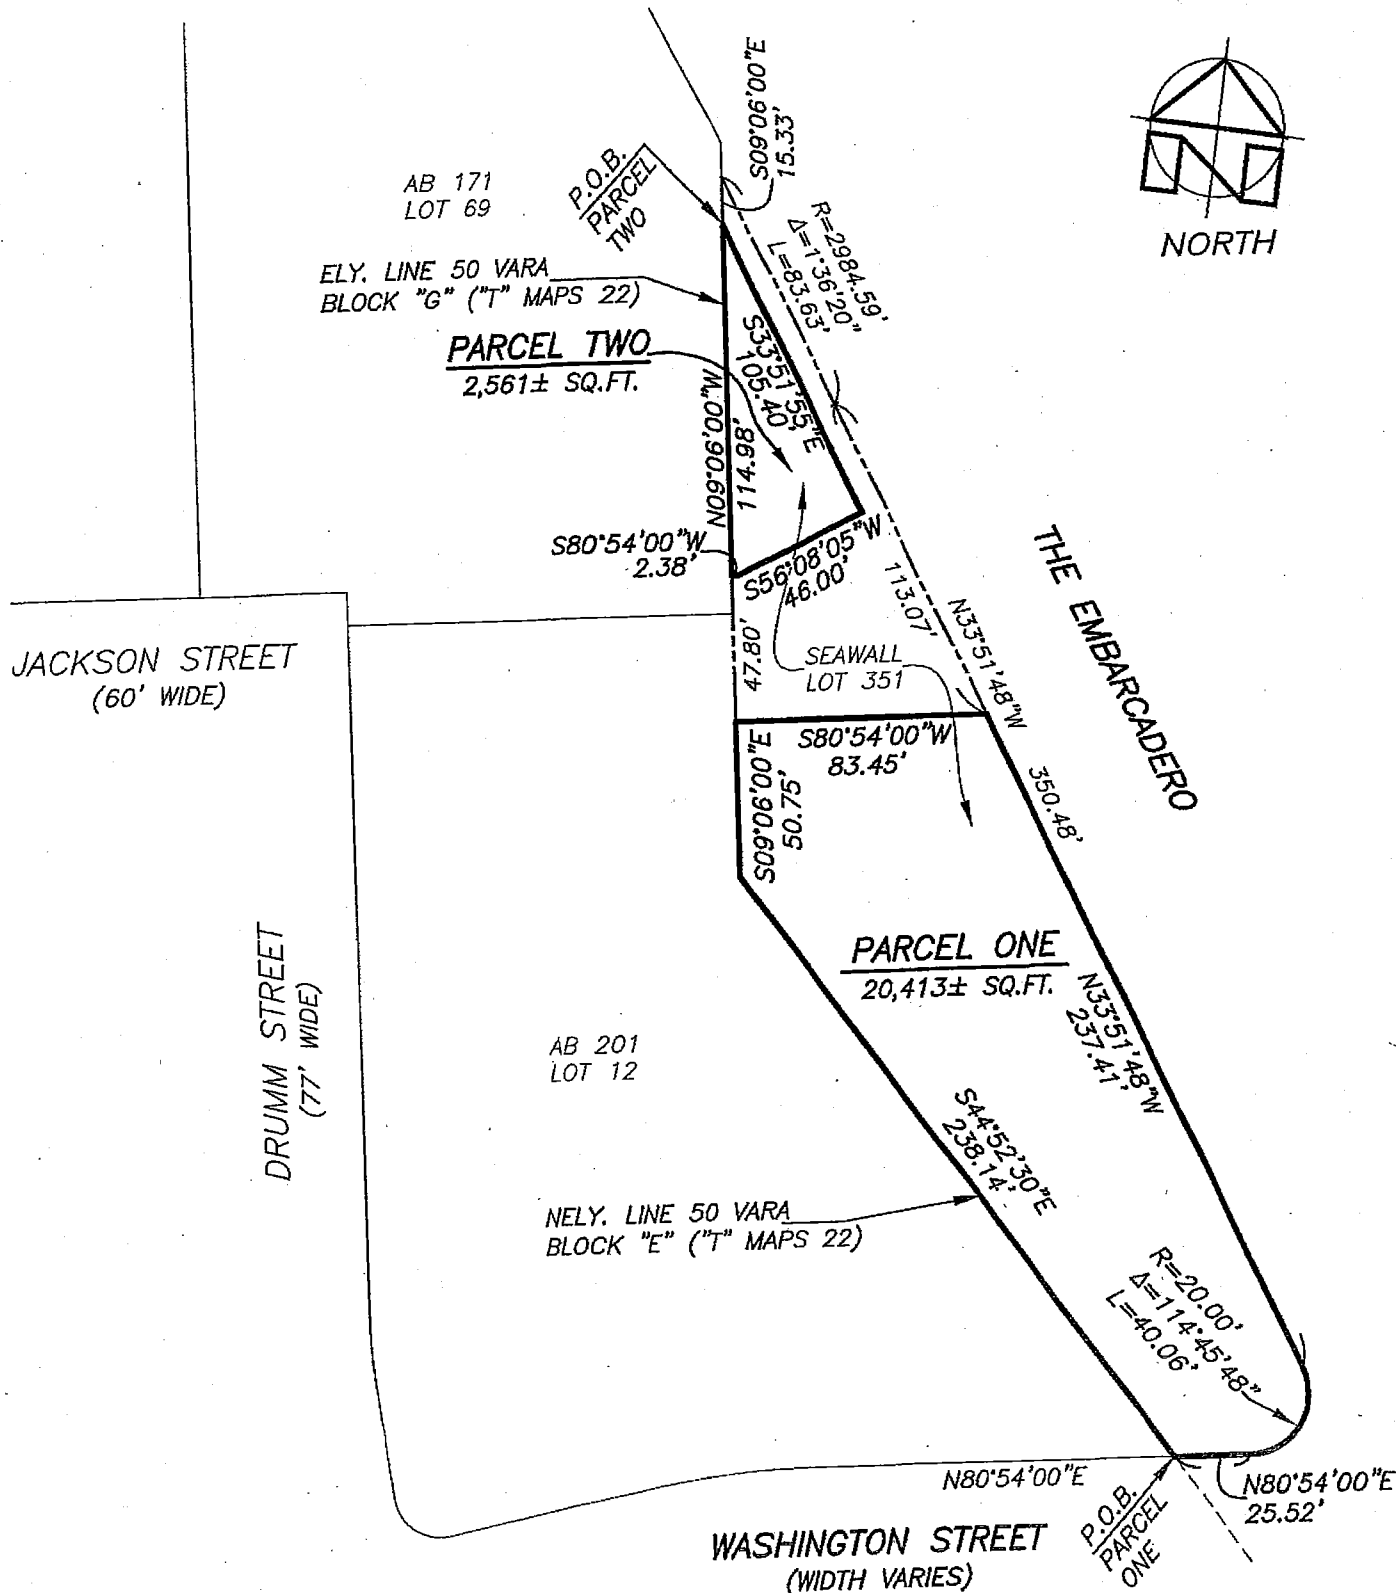 S09°06'00"E
15.33'
NORTH
AB 171
LOT 69
P.O.B.
PARCEL
TWO
R=2984.59'
Δ=1°36'20"
L=83.63'
ELY. LINE 50 VARA
BLOCK "G" ("T" MAPS 22)
PARCEL TWO
2,561± SQ.FT.
S33°51'55"E
105.40'
N09°06'00"W
114.98'
S80°54'00"W
2.38'
S56°08'05"W
46.00'
THE EMBARCADERO
113.07'
N33°51'48"W
350.48'
JACKSON STREET
(60' WIDE)
47.80'
SEAWALL
LOT 351
S80°54'00"W
83.45'
S09°06'00"E
50.75'
PARCEL ONE
20,413± SQ.FT.
N33°51'48"W
237.41'
DRUMM STREET
(77' WIDE)
AB 201
LOT 12
S44°52'30"E
238.14'
NELY. LINE 50 VARA
BLOCK "E" ("T" MAPS 22)
R=20.00'
Δ=114°45'48"
L=40.06'
N80°54'00"E
N80°54'00"E
25.52'
P.O.B.
PARCEL
ONE
WASHINGTON STREET
(WIDTH VARIES)